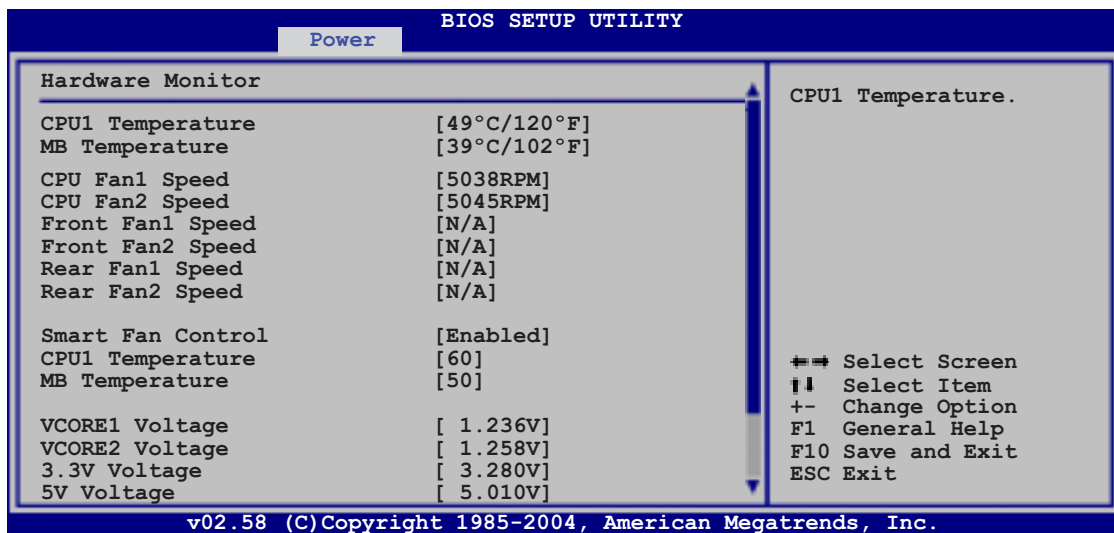 BIOS SETUP UTILITY
Power
Hardware Monitor
CPU1 Temperature [49°C/120°F]
MB Temperature [39°C/102°F]
CPU Fan1 Speed [5038RPM]
CPU Fan2 Speed [5045RPM]
Front Fan1 Speed [N/A]
Front Fan2 Speed [N/A]
Rear Fan1 Speed [N/A]
Rear Fan2 Speed [N/A]
Smart Fan Control [Enabled]
CPU1 Temperature [60]
MB Temperature [50]
VCORE1 Voltage [ 1.236V]
VCORE2 Voltage [ 1.258V]
3.3V Voltage [ 3.280V]
5V Voltage [ 5.010V]
CPU1 Temperature.
←→ Select Screen
↑↓ Select Item
+- Change Option
F1 General Help
F10 Save and Exit
ESC Exit
v02.58 (C)Copyright 1985-2004, American Megatrends, Inc.